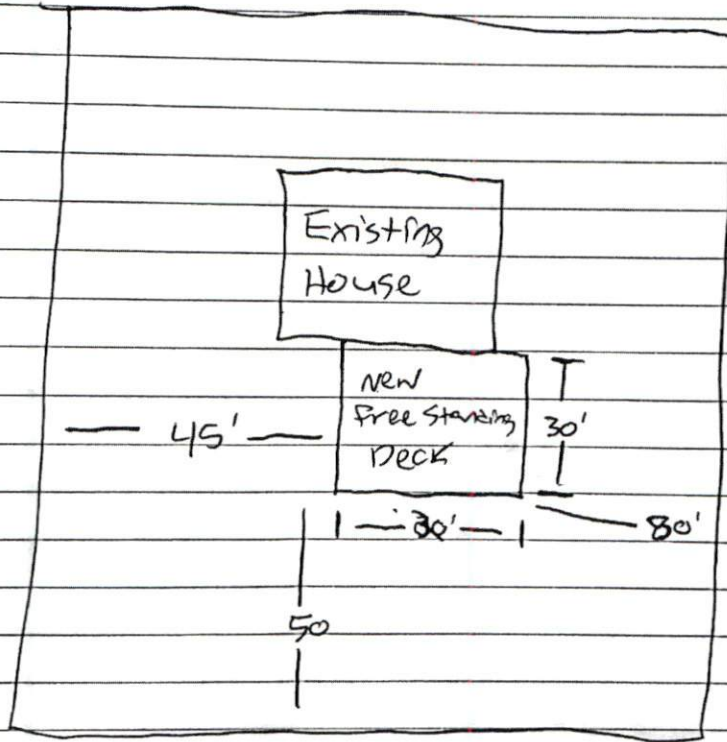 Existing
House
New
Free Standing
Deck
45'
30'
30'
80'
50